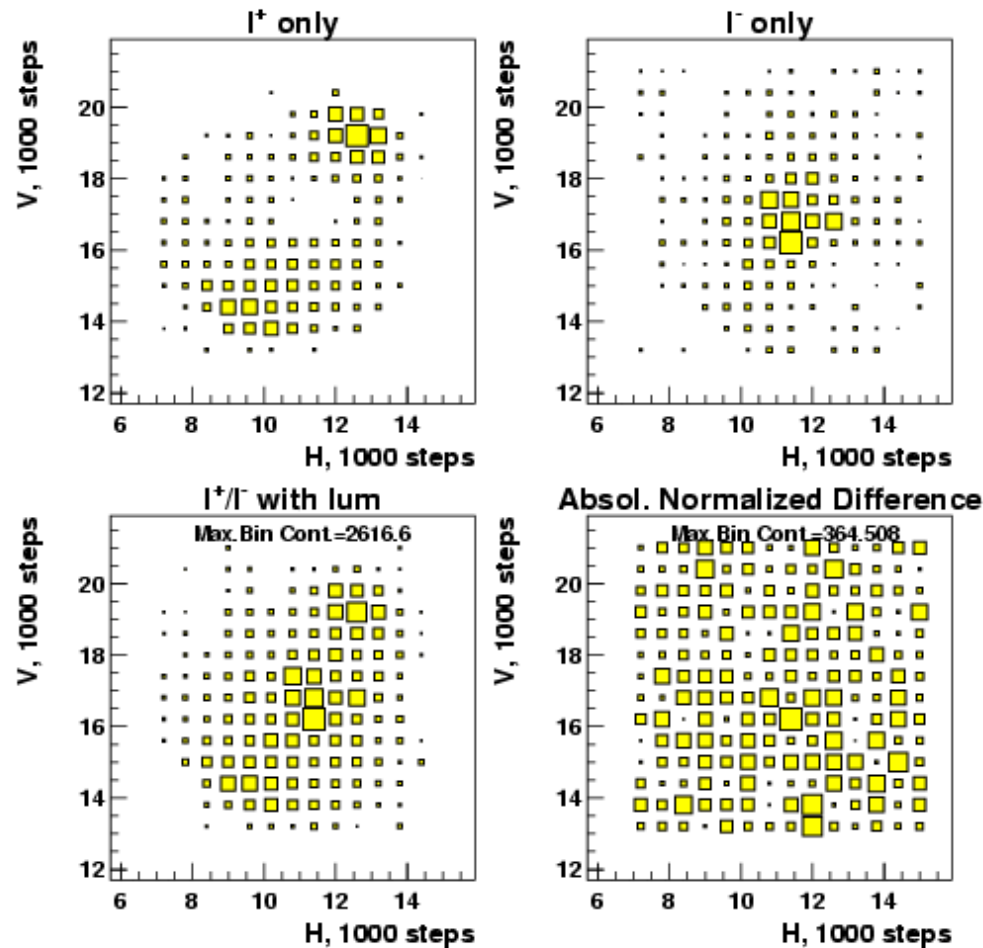 I⁺ only
V, 1000 steps
20
18
16
14
12
6 8 10 12 14
H, 1000 steps
I⁻ only
V, 1000 steps
20
18
16
14
12
6 8 10 12 14
H, 1000 steps
I⁺/I⁻ with lum
Max.Bin Cont.=2616.6
V, 1000 steps
20
18
16
14
12
6 8 10 12 14
H, 1000 steps
Absol. Normalized Difference
Max.Bin Cont.=364.508
V, 1000 steps
20
18
16
14
12
6 8 10 12 14
H, 1000 steps